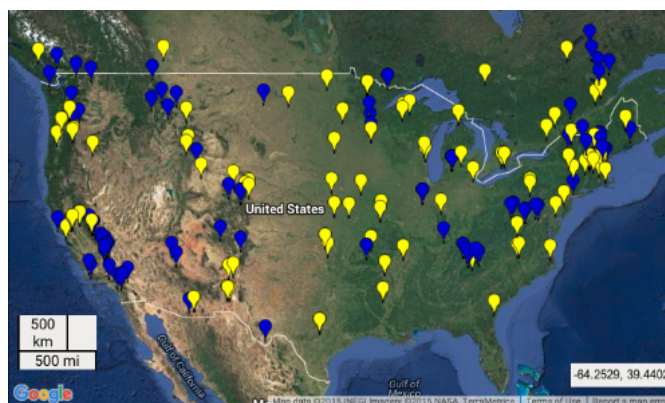 United States
500
km
500 mi
Gulf of California
Gulf of
Mexico
-64.2529, 39.4402
Google
Map data ©2015 INEGI Imagery ©2015 NASA, TerraMetrics
Terms of Use
Report a map error